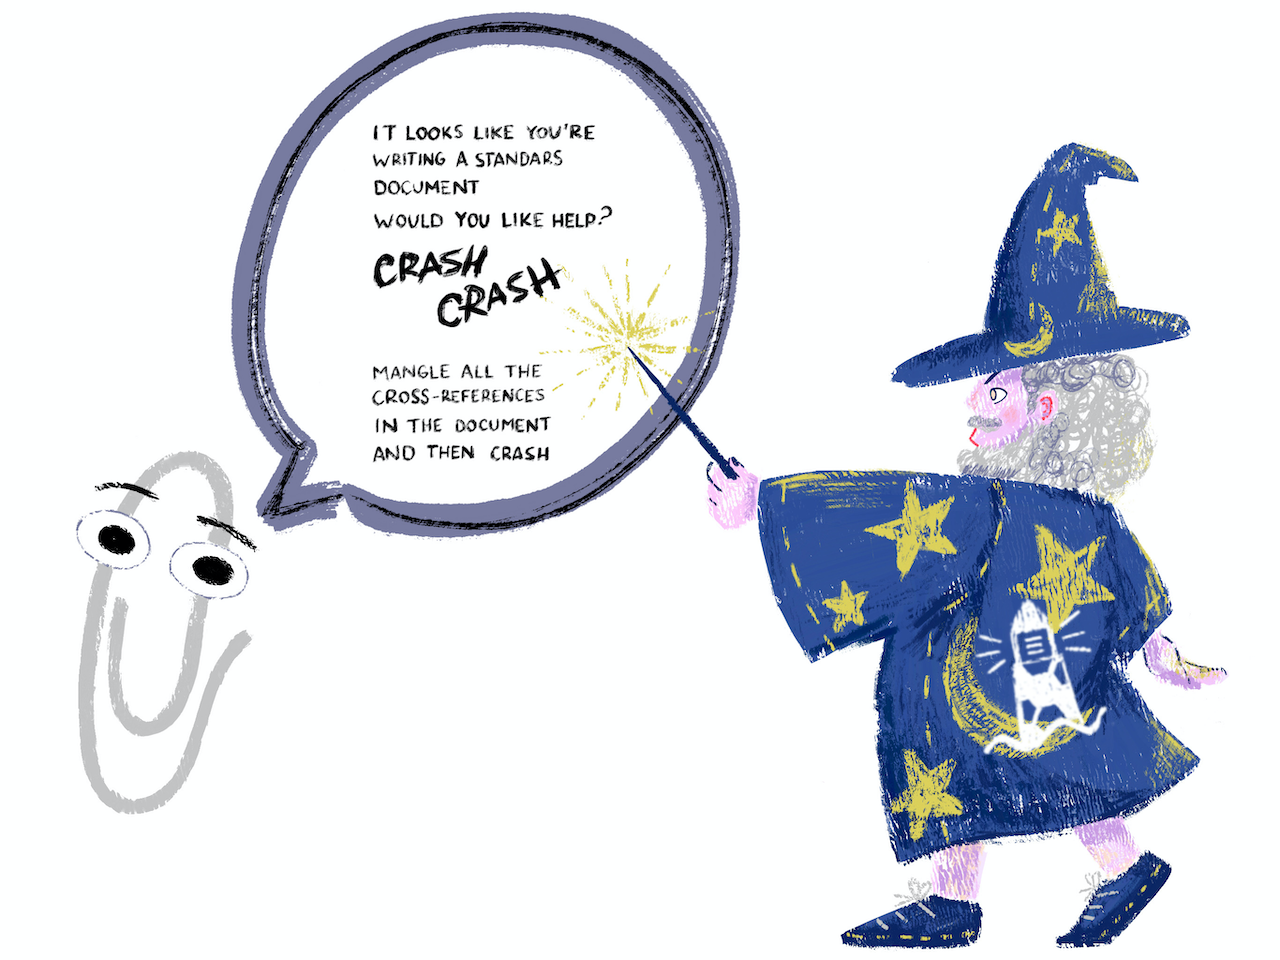 IT LOOKS LIKE YOU'RE
WRITING A STANDARS
DOCUMENT
WOULD YOU LIKE HELP?
CRASH
CRASH
MANGLE ALL THE
CROSS-REFERENCES
IN THE DOCUMENT
AND THEN CRASH